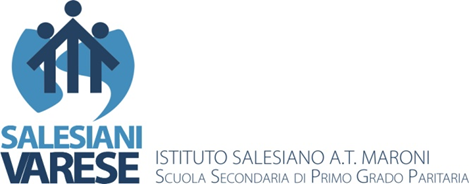 SALESIANI
VARESE
ISTITUTO SALESIANO A.T. MARONI
SCUOLA SECONDARIA DI PRIMO GRADO PARITARIA